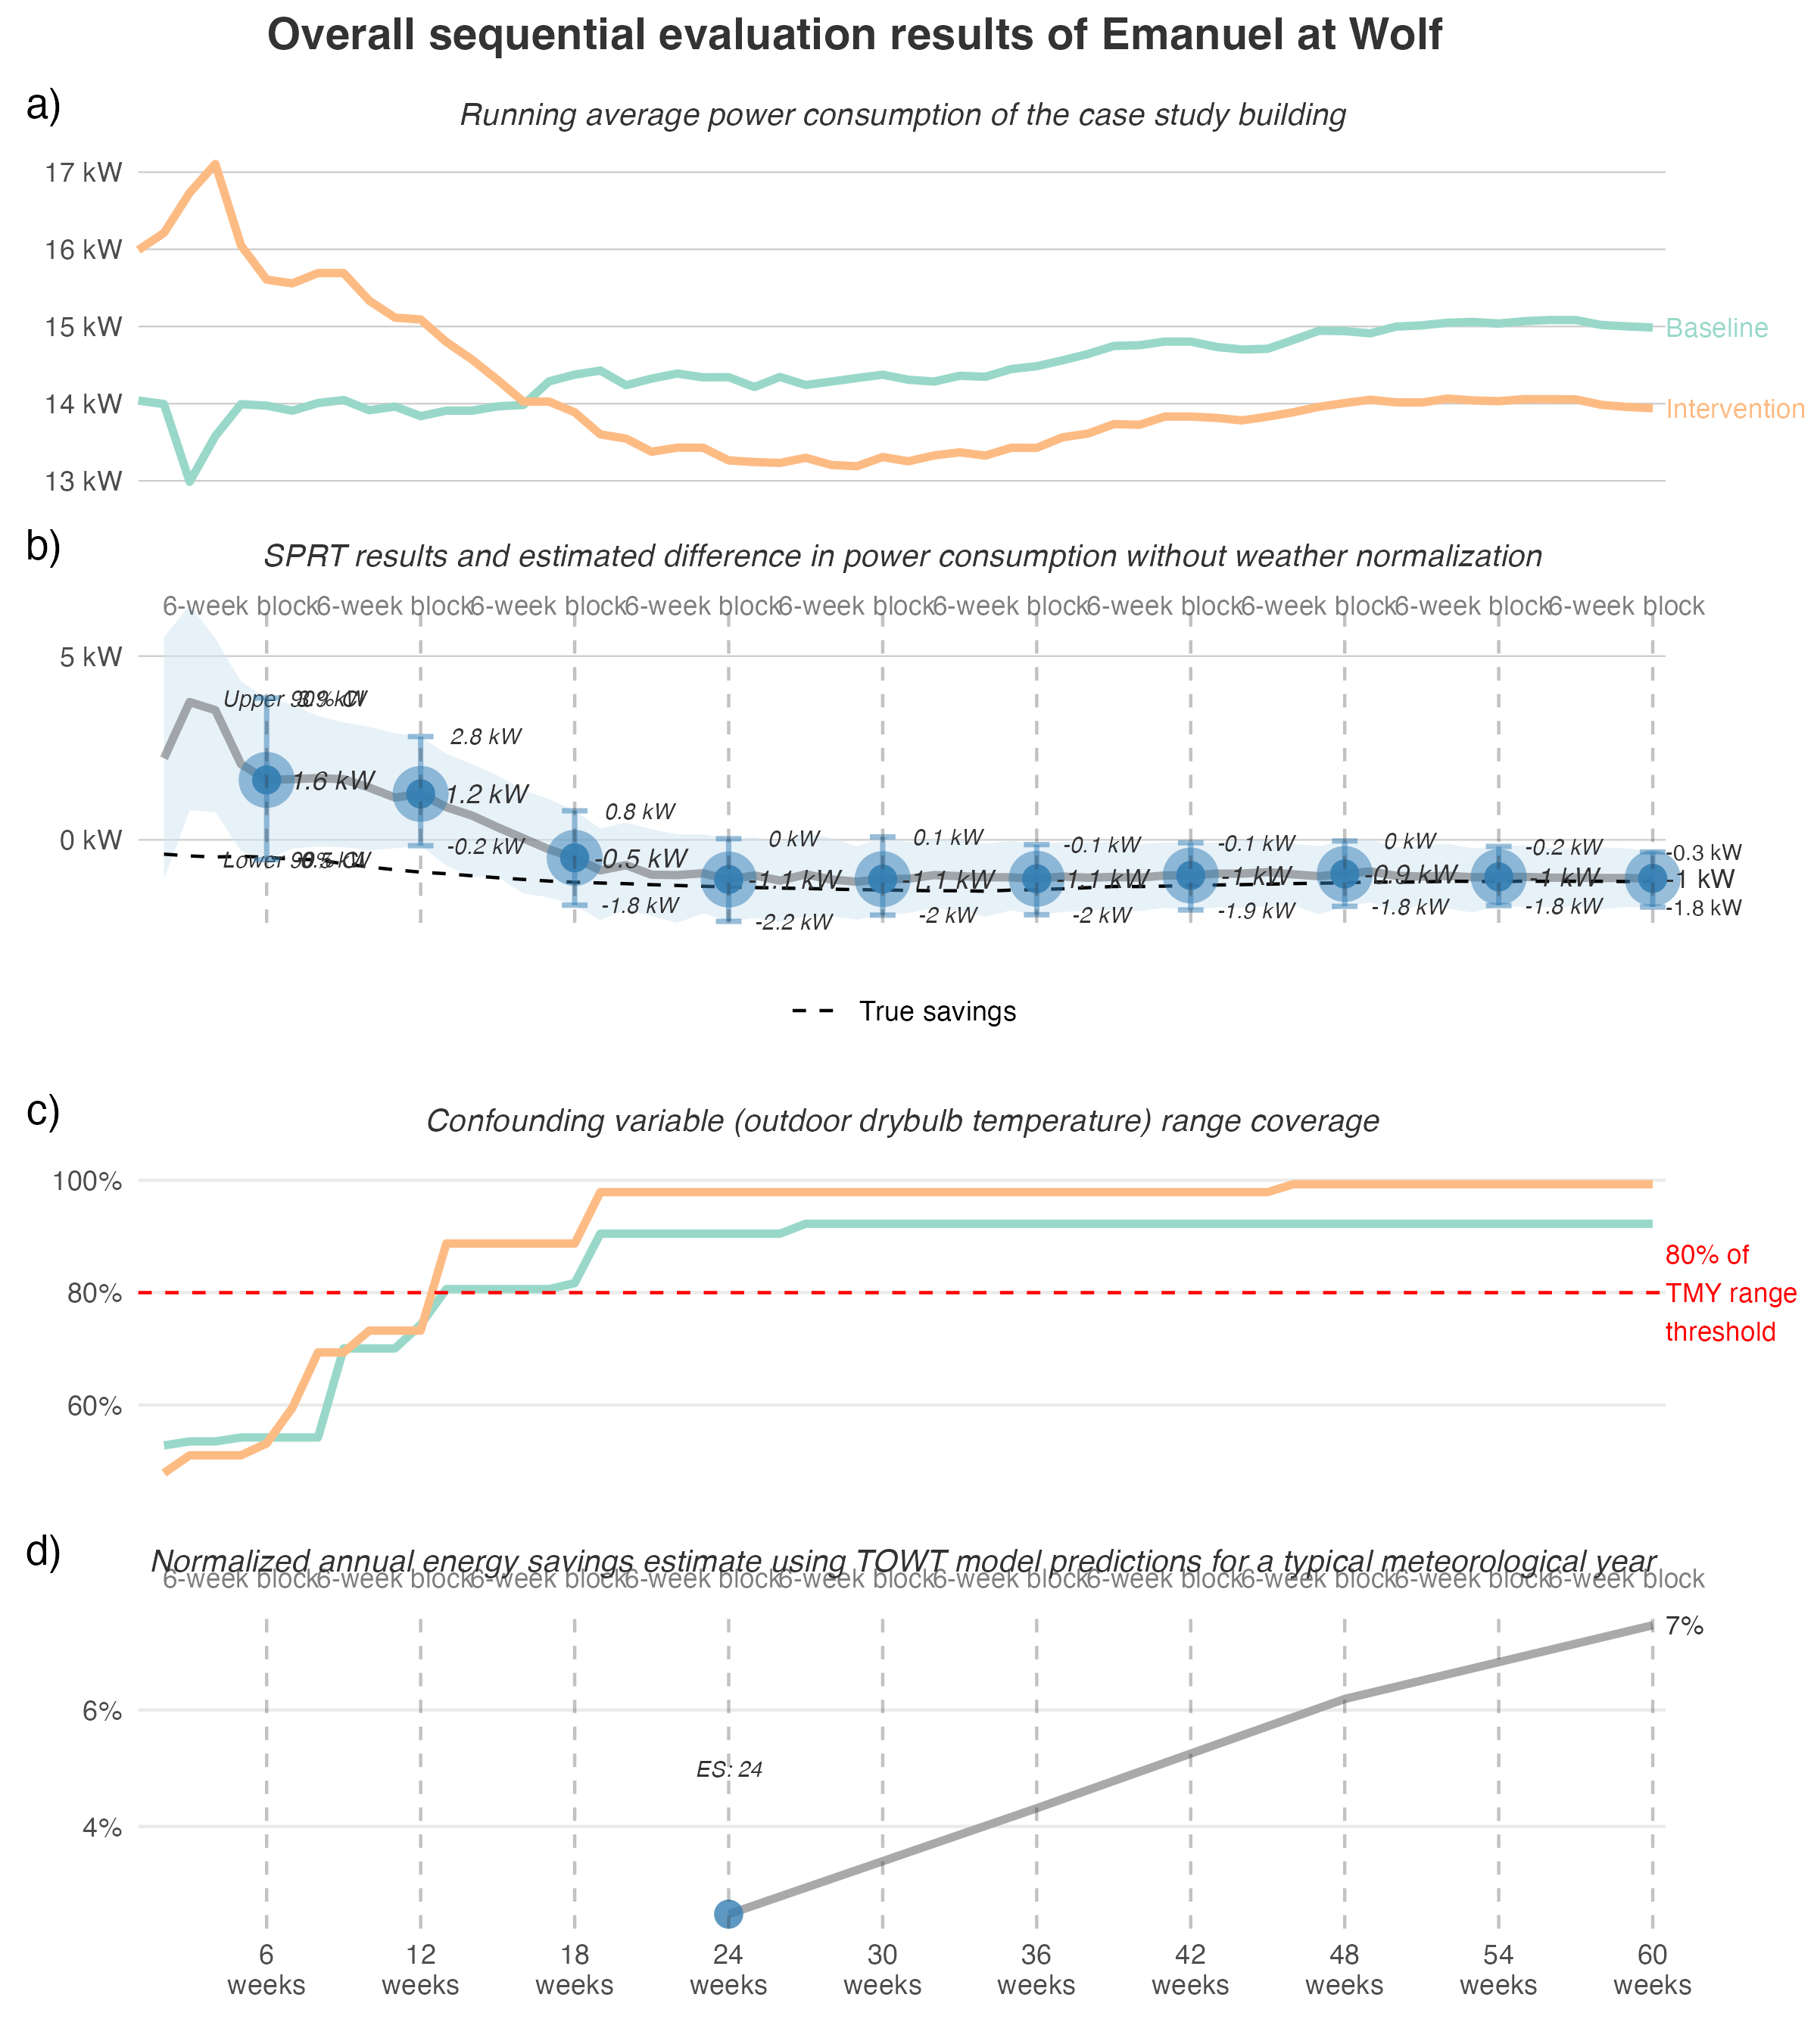 Overall sequential evaluation results of Emanuel at Wolf
a)
Running average power consumption of the case study building
17 kW
16 kW
15 kW
14 kW
13 kW
Baseline
Intervention
b)
SPRT results and estimated difference in power consumption without weather normalization
6-week block 6-week block 6-week block 6-week block 6-week block 6-week block 6-week block 6-week block 6-week block 6-week block
5 kW
0 kW
Upper 90% CI 3.9 kW
2.8 kW
0.8 kW
0 kW
0.1 kW
-0.1 kW
-0.1 kW
0 kW
-0.2 kW
-0.3 kW
1.6 kW
1.2 kW
-0.5 kW
-1.1 kW
-1.1 kW
-1.1 kW
-1 kW
-0.9 kW
-1 kW
-1 kW
Lower 90% CI
-0.2 kW
-1.8 kW
-2.2 kW
-2 kW
-2 kW
-1.9 kW
-1.8 kW
-1.8 kW
-1.8 kW
True savings
c)
Confounding variable (outdoor drybulb temperature) range coverage
100%
80%
60%
80% of
TMY range
threshold
d)
Normalized annual energy savings estimate using TOWT model predictions for a typical meteorological year
6-week block 6-week block 6-week block 6-week block 6-week block 6-week block 6-week block 6-week block 6-week block 6-week block
7%
6%
4%
ES: 24
6 12 18 24 30 36 42 48 54 60
weeks weeks weeks weeks weeks weeks weeks weeks weeks weeks